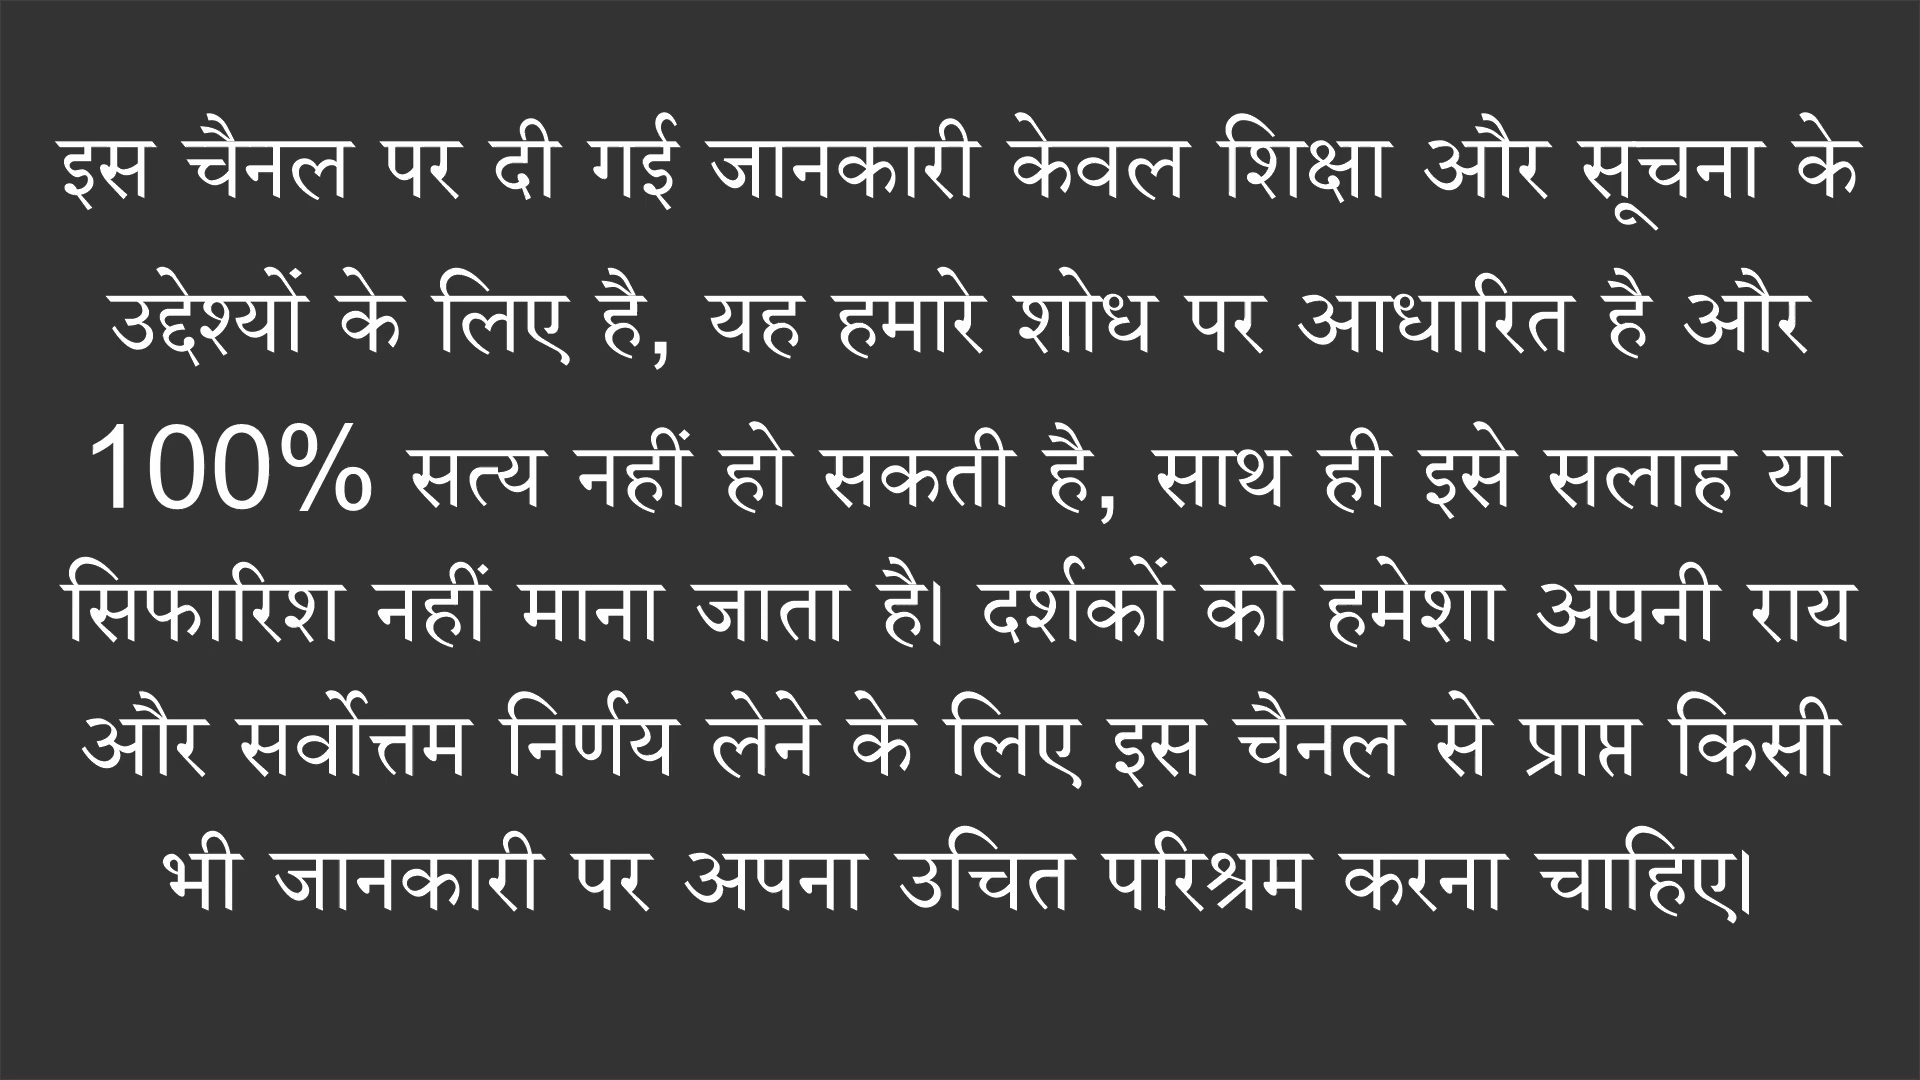 इस चैनल पर दी गई जानकारी केवल शिक्षा और सूचना के
उद्देश्यों के लिए है, यह हमारे शोध पर आधारित है और
100% सत्य नहीं हो सकती है, साथ ही इसे सलाह या
सिफारिश नहीं माना जाता है। दर्शकों को हमेशा अपनी राय
और सर्वोत्तम निर्णय लेने के लिए इस चैनल से प्राप्त किसी
भी जानकारी पर अपना उचित परिश्रम करना चाहिए।